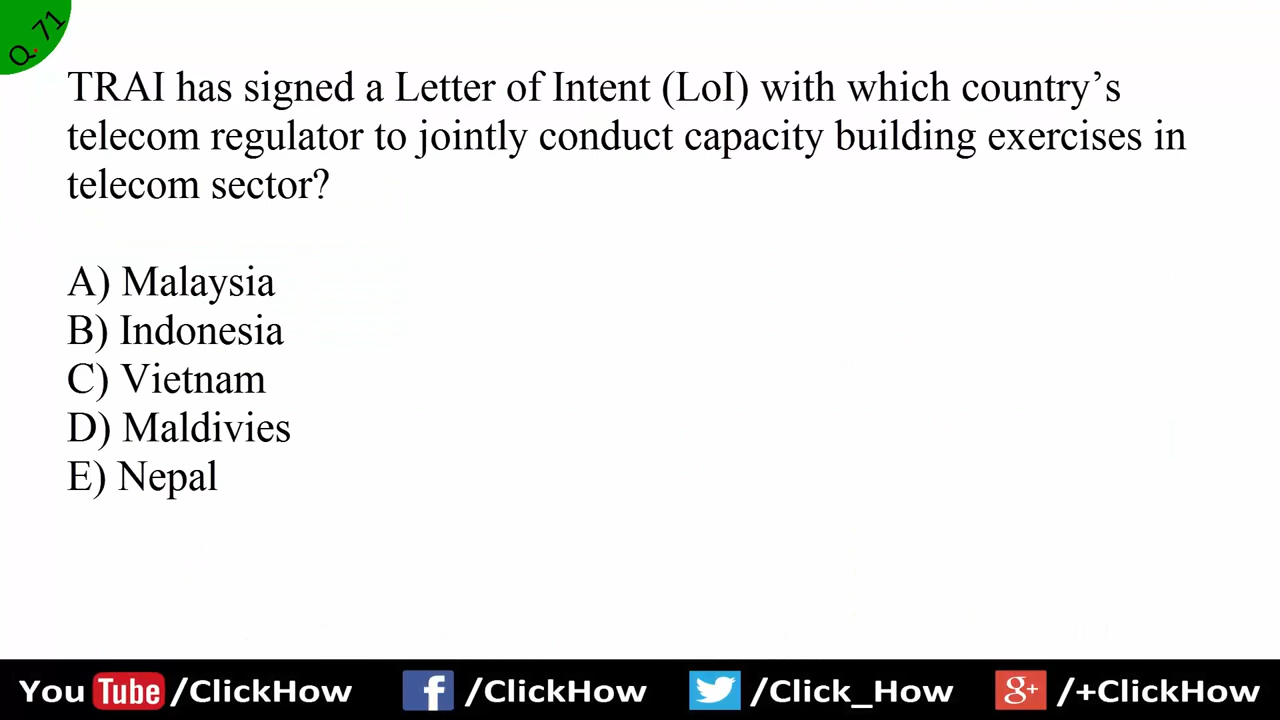 Q. 71
TRAI has signed a Letter of Intent (LoI) with which country’s
telecom regulator to jointly conduct capacity building exercises in
telecom sector?
A) Malaysia
B) Indonesia
C) Vietnam
D) Maldivies
E) Nepal
You Tube /ClickHow f /ClickHow /Click_How g+ /+ClickHow